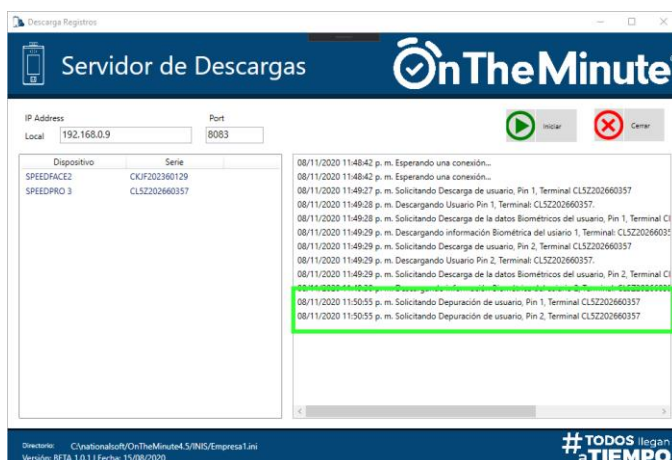 Descarga Registros
Servidor de Descargas
OnTheMinute
IP Address
Port
Local
192.168.0.9
8083
Iniciar
Cerrar
Dispositivo Serie
SPEEDFACE2 CKJF202360129
SPEEDPRO 3 CL5Z202660357
08/11/2020 11:48:42 p. m. Esperando una conexión...
08/11/2020 11:48:42 p. m. Esperando una conexión...
08/11/2020 11:49:27 p. m. Solicitando Descarga de usuario, Pin 1, Terminal CL5Z202660357
08/11/2020 11:49:28 p. m. Descargando Usuario Pin 1, Terminal: CL5Z202660357.
08/11/2020 11:49:28 p. m. Solicitando Descarga de la datos Biométricos del usuario, Pin 1, Terminal Cl
08/11/2020 11:49:29 p. m. Descargando información Biométrica del usiario 1, Terminal: CL5Z20266035
08/11/2020 11:49:29 p. m. Solicitando Descarga de usuario, Pin 2, Terminal CL5Z202660357
08/11/2020 11:49:29 p. m. Descargando Usuario Pin 2, Terminal: CL5Z202660357.
08/11/2020 11:49:29 p. m. Solicitando Descarga de la datos Biométricos del usuario, Pin 2, Terminal Cl
08/11/2020 11:50:55 p. m. Solicitando Depuración de usuario, Pin 1, Terminal CL5Z202660357
08/11/2020 11:50:55 p. m. Solicitando Depuración de usuario, Pin 2, Terminal CL5Z202660357
Directorio: C:\nationalsoft/OnTheMinute4.5/INIS/Empresa1.ini
Versión: BETA 1.0.1 | Fecha: 15/08/2020
#TODOS llegan
a TIEMPO